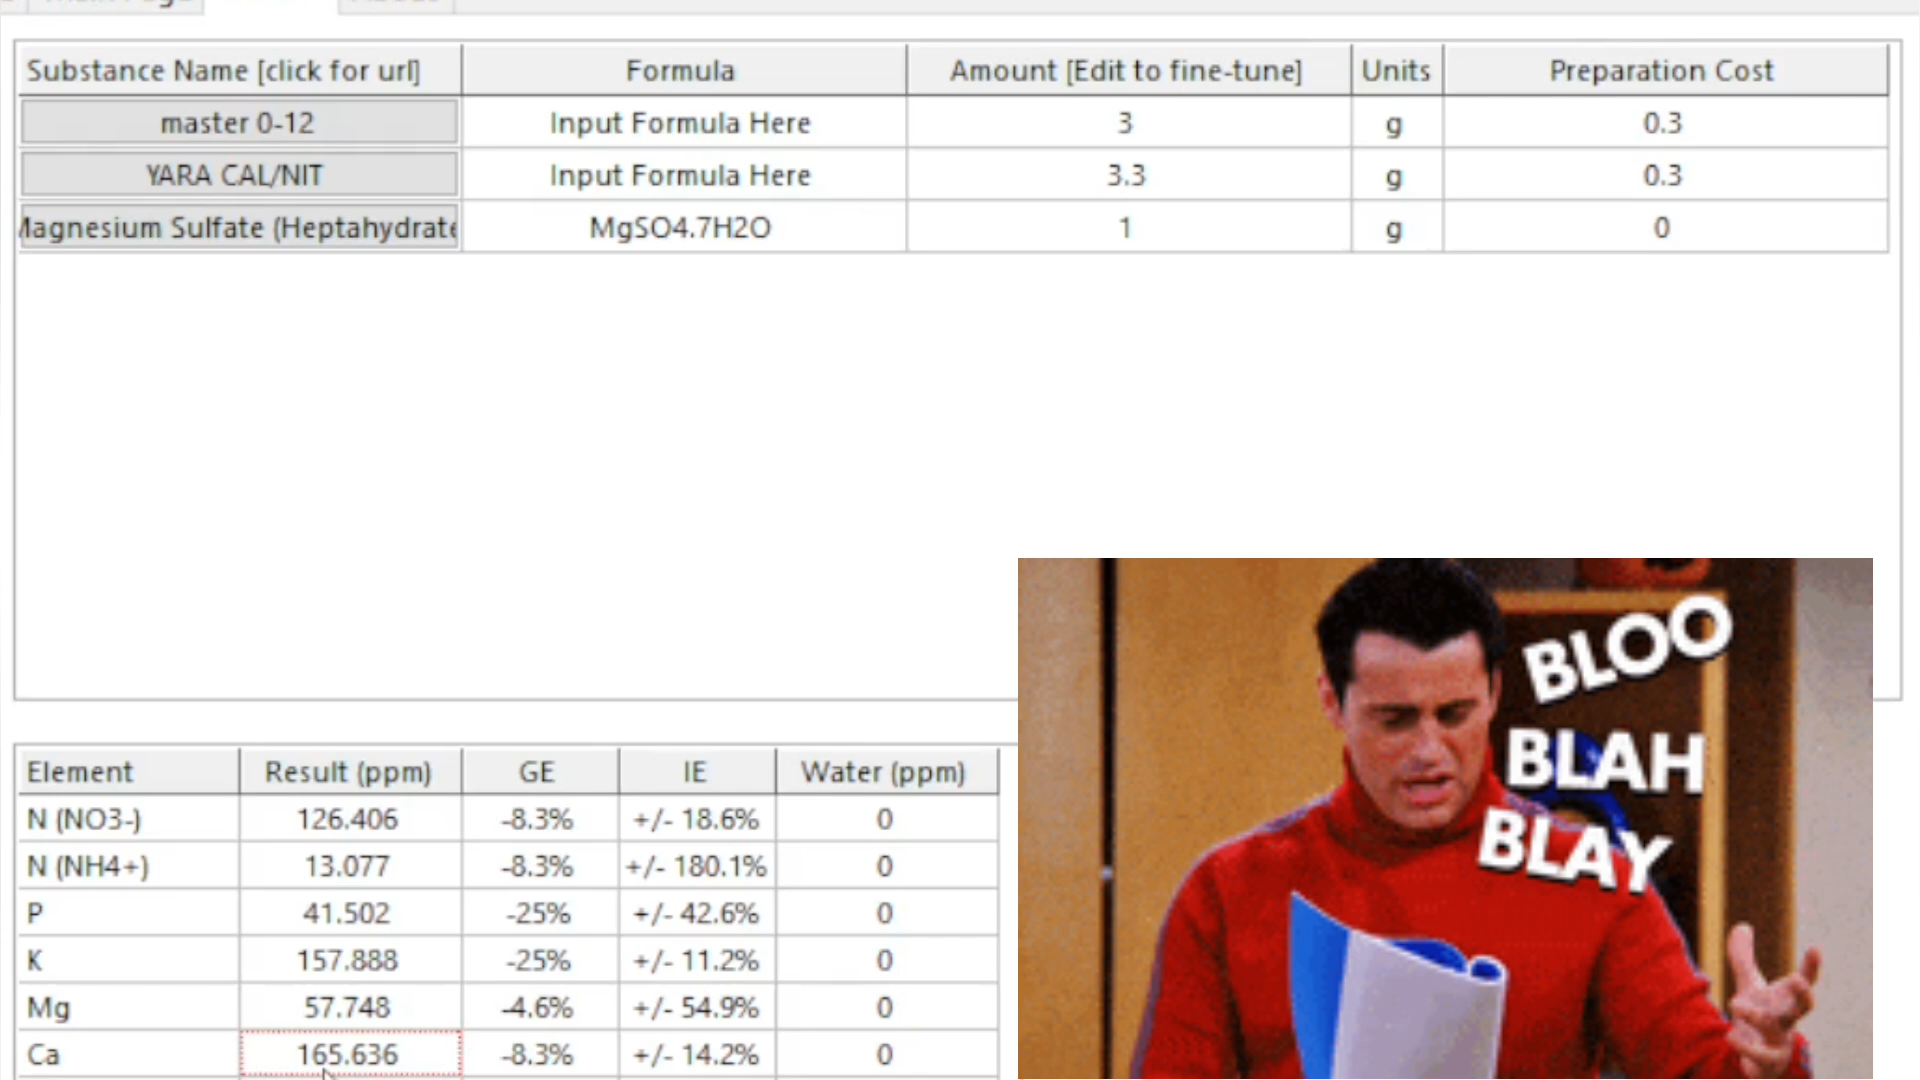 Substance Name [click for url] Formula Amount [Edit to fine-tune] Units Preparation Cost
master 0-12 Input Formula Here 3 g 0.3
YARA CAL/NIT Input Formula Here 3.3 g 0.3
Magnesium Sulfate (Heptahydrate MgSO4.7H2O 1 g 0
Element Result (ppm) GE IE Water (ppm)
N (NO3-) 126.406 -8.3% +/- 18.6% 0
N (NH4+) 13.077 -8.3% +/- 180.1% 0
P 41.502 -25% +/- 42.6% 0
K 157.888 -25% +/- 11.2% 0
Mg 57.748 -4.6% +/- 54.9% 0
Ca 165.636 -8.3% +/- 14.2% 0
BLOO
BLAH
BLAY